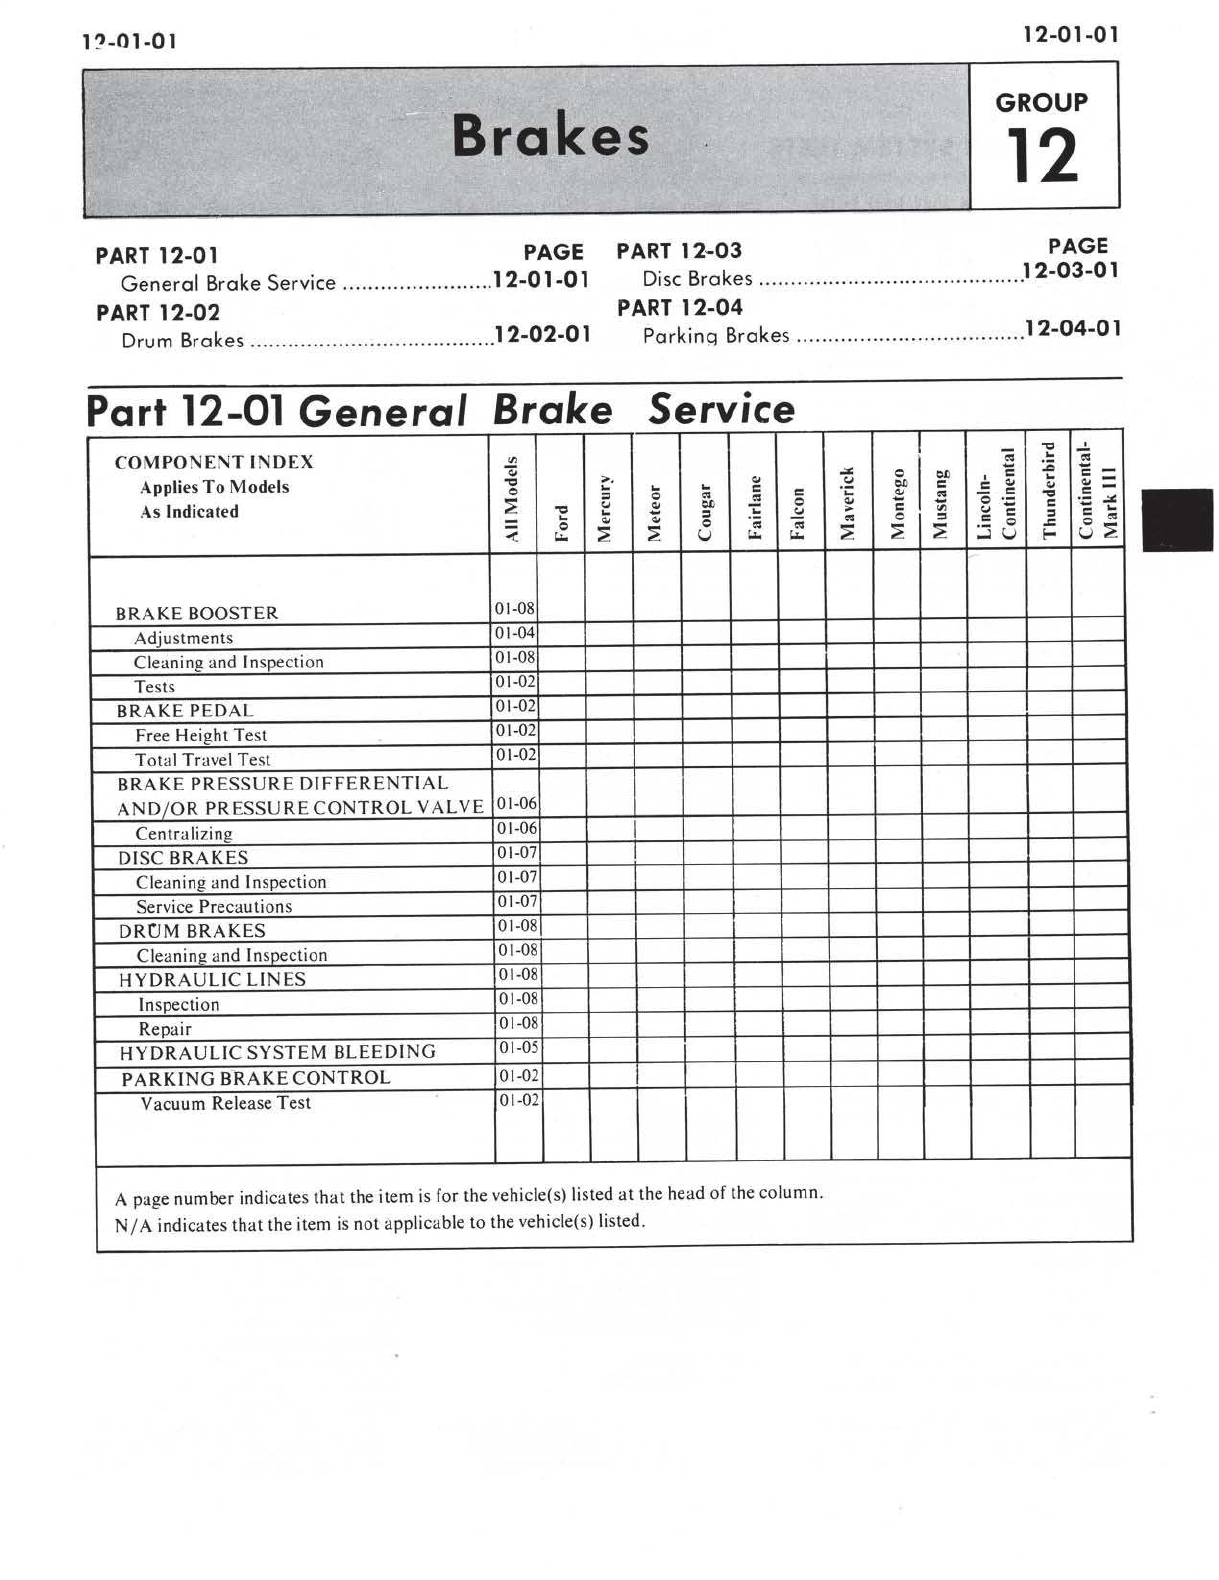 12-01-01
12-01-01
Brakes
GROUP
12
PART 12-01 PAGE
General Brake Service ........................12-01-01
PART 12-02
Drum Brakes .......................................12-02-01
PART 12-03 PAGE
Disc Brakes ..........................................12-03-01
PART 12-04
Parking Brakes ....................................12-04-01
Part 12-01 General Brake Service
COMPONENT INDEX
Applies To Models
As Indicated
All Models
Ford
Mercury
Meteor
Cougar
Fairlane
Falcon
Maverick
Montego
Mustang
Lincoln-
Continental
Thunderbird
Continental-
Mark III
BRAKE BOOSTER 01-08
Adjustments 01-04
Cleaning and Inspection 01-08
Tests 01-02
BRAKE PEDAL 01-02
Free Height Test 01-02
Total Travel Test 01-02
BRAKE PRESSURE DIFFERENTIAL
AND/OR PRESSURE CONTROL VALVE 01-06
Centralizing 01-06
DISC BRAKES 01-07
Cleaning and Inspection 01-07
Service Precautions 01-07
DRUM BRAKES 01-08
Cleaning and Inspection 01-08
HYDRAULIC LINES 01-08
Inspection 01-08
Repair 01-08
HYDRAULIC SYSTEM BLEEDING 01-05
PARKING BRAKE CONTROL 01-02
Vacuum Release Test 01-02
A page number indicates that the item is for the vehicle(s) listed at the head of the column.
N/A indicates that the item is not applicable to the vehicle(s) listed.